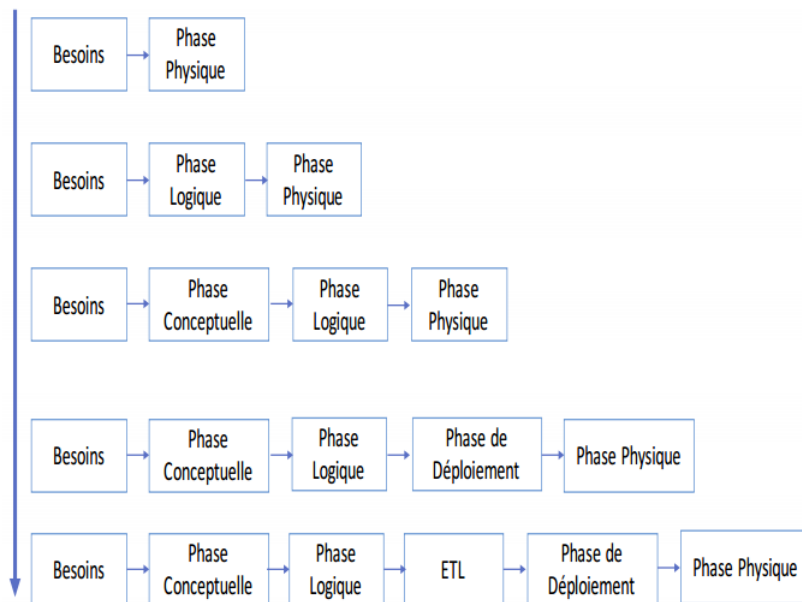 Besoins
Phase
Physique
Besoins
Phase
Logique
Phase
Physique
Besoins
Phase
Conceptuelle
Phase
Logique
Phase
Physique
Besoins
Phase
Conceptuelle
Phase
Logique
Phase de
Déploiement
Phase Physique
Besoins
Phase
Conceptuelle
Phase
Logique
ETL
Phase de
Déploiement
Phase Physique